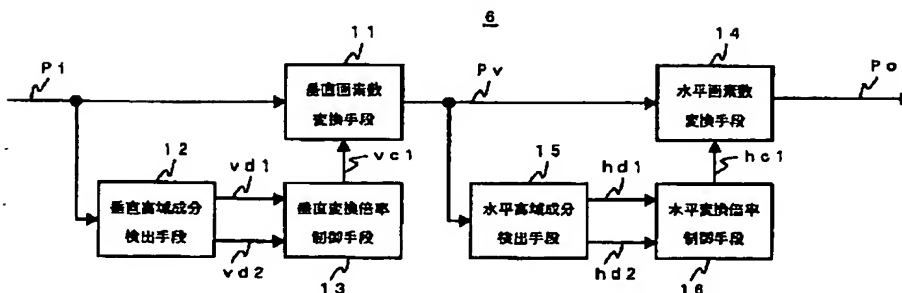 6
11
14
Pi
垂直画素数
変換手段
Pv
水平画素数
変換手段
Po
12
vd1
vc1
15
hd1
hc1
垂直高域成分
検出手段
垂直変換倍率
制御手段
水平高域成分
検出手段
水平変換倍率
制御手段
vd2
13
hd2
16